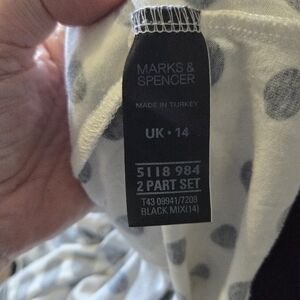 MARKS &
SPENCER
MADE IN TURKEY
UK • 14
5118 984
2 PART SET
T43 09941/7208
BLACK MIX(14)